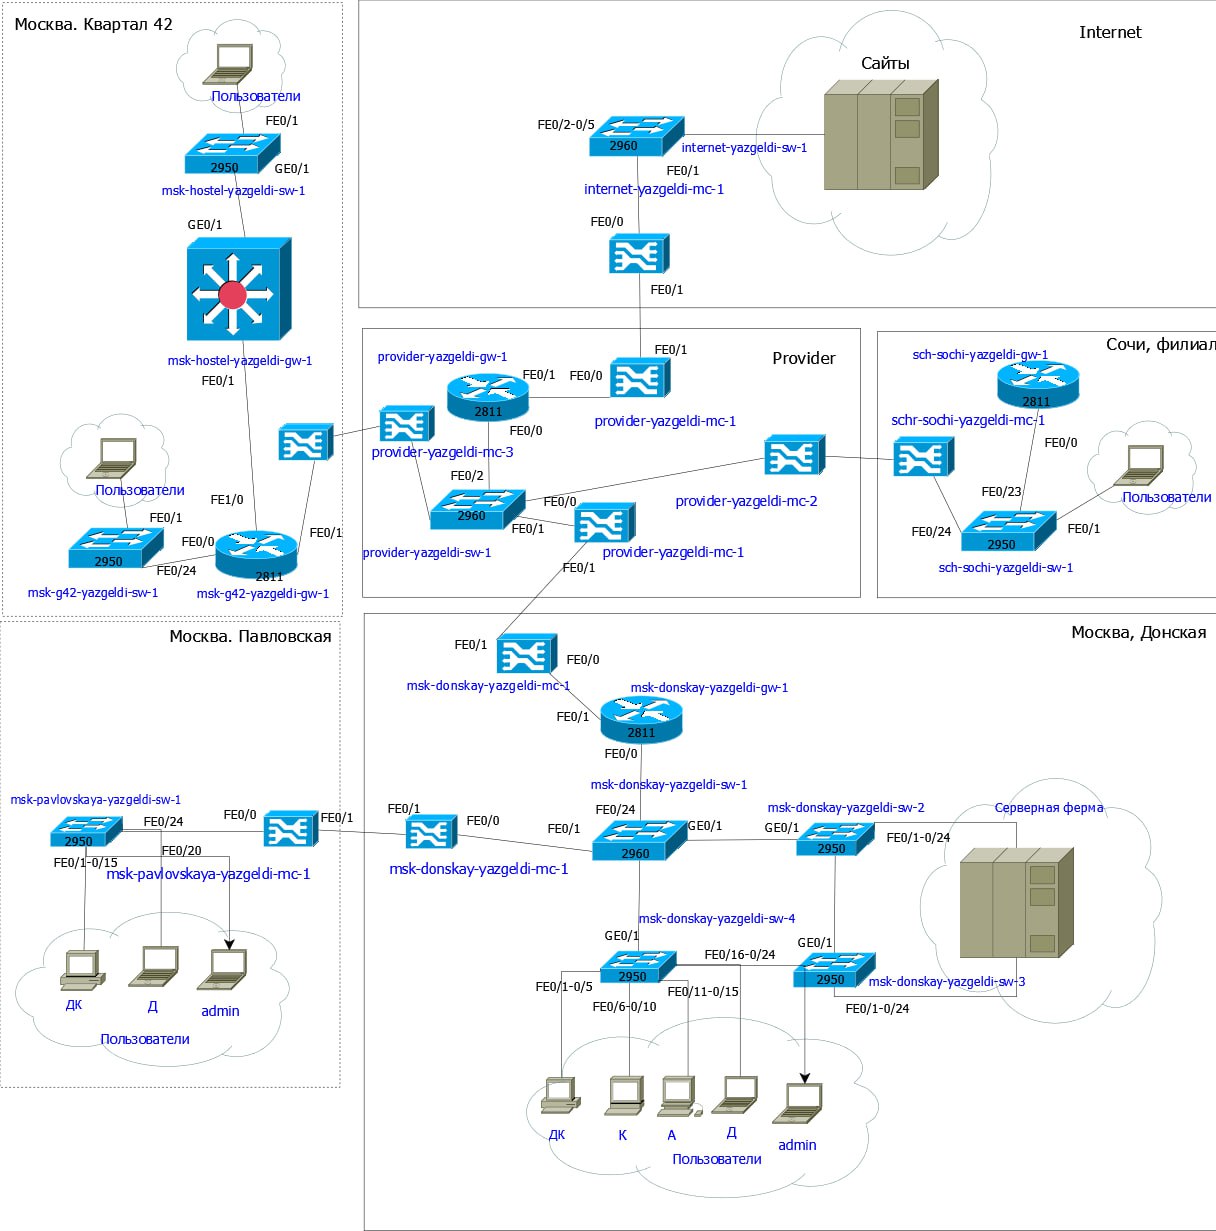 Москва. Квартал 42
Пользователи
FE0/1
2950
GE0/1
msk-hostel-yazgeldi-sw-1
GE0/1
msk-hostel-yazgeldi-gw-1
FE0/1
Пользователи
FE0/1
2950
FE0/24
msk-g42-yazgeldi-sw-1
FE1/0
FE0/0
FE0/1
2811
msk-g42-yazgeldi-gw-1
Internet
Сайты
FE0/2-0/5
2960
internet-yazgeldi-sw-1
FE0/1
internet-yazgeldi-mc-1
FE0/0
FE0/1
Provider
provider-yazgeldi-gw-1
FE0/1
FE0/0
FE0/1
2811
FE0/0
provider-yazgeldi-mc-1
provider-yazgeldi-mc-3
FE0/2
2960
FE0/0
FE0/1
provider-yazgeldi-mc-2
provider-yazgeldi-sw-1
provider-yazgeldi-mc-1
FE0/1
Сочи, филиал
sch-sochi-yazgeldi-gw-1
2811
schr-sochi-yazgeldi-mc-1
FE0/0
FE0/23
Пользователи
FE0/24
2950
FE0/1
sch-sochi-yazgeldi-sw-1
Москва. Павловская
msk-pavlovskaya-yazgeldi-sw-1
FE0/24
FE0/0
FE0/1
2950
FE0/20
FE0/1-0/15
msk-pavlovskaya-yazgeldi-mc-1
ДК
Д
admin
Пользователи
Москва, Донская
FE0/1
FE0/0
msk-donskay-yazgeldi-mc-1
msk-donskay-yazgeldi-gw-1
FE0/1
2811
FE0/0
msk-donskay-yazgeldi-sw-1
FE0/1
FE0/0
msk-donskay-yazgeldi-mc-1
FE0/24
FE0/1
2960
GE0/1
msk-donskay-yazgeldi-sw-2
GE0/1
2950
FE0/1-0/24
Серверная ферма
msk-donskay-yazgeldi-sw-4
GE0/1
2950
FE0/16-0/24
GE0/1
2950
msk-donskay-yazgeldi-sw-3
FE0/1-0/5
FE0/6-0/10
FE0/11-0/15
FE0/1-0/24
ДК
К
А
Д
admin
Пользователи